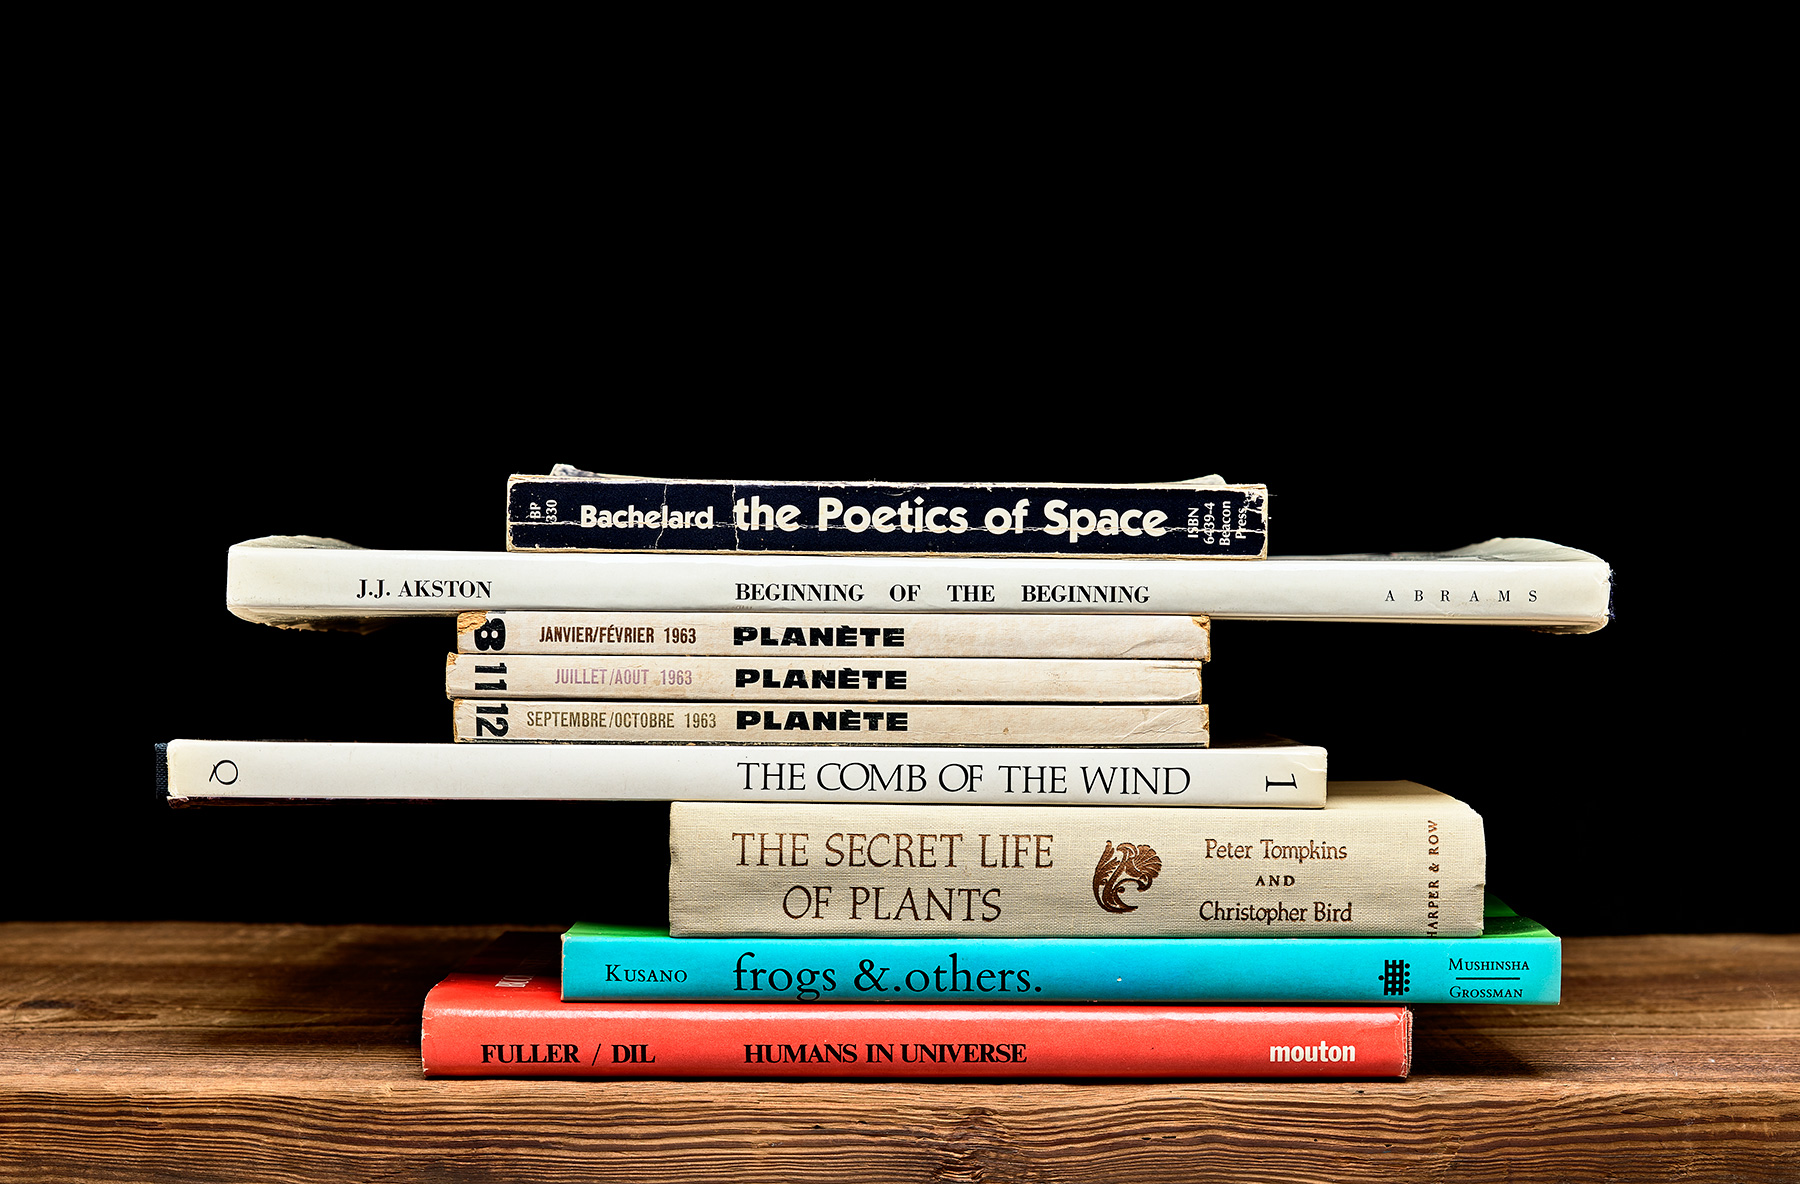 BP
330
Bachelard the Poetics of Space
ISBN
6439-4
Beacon
Press
J.J. AKSTON BEGINNING OF THE BEGINNING ABRAMS
8 JANVIER/FÉVRIER 1963 PLANÈTE
11 JUILLET/AOUT 1963 PLANÈTE
12 SEPTEMBRE/OCTOBRE 1963 PLANÈTE
Q THE COMB OF THE WIND 1
THE SECRET LIFE
OF PLANTS
Peter Tompkins
AND
Christopher Bird
HARPER & ROW
KUSANO frogs &.others.
MUSHINSHA
GROSSMAN
FULLER / DIL HUMANS IN UNIVERSE mouton